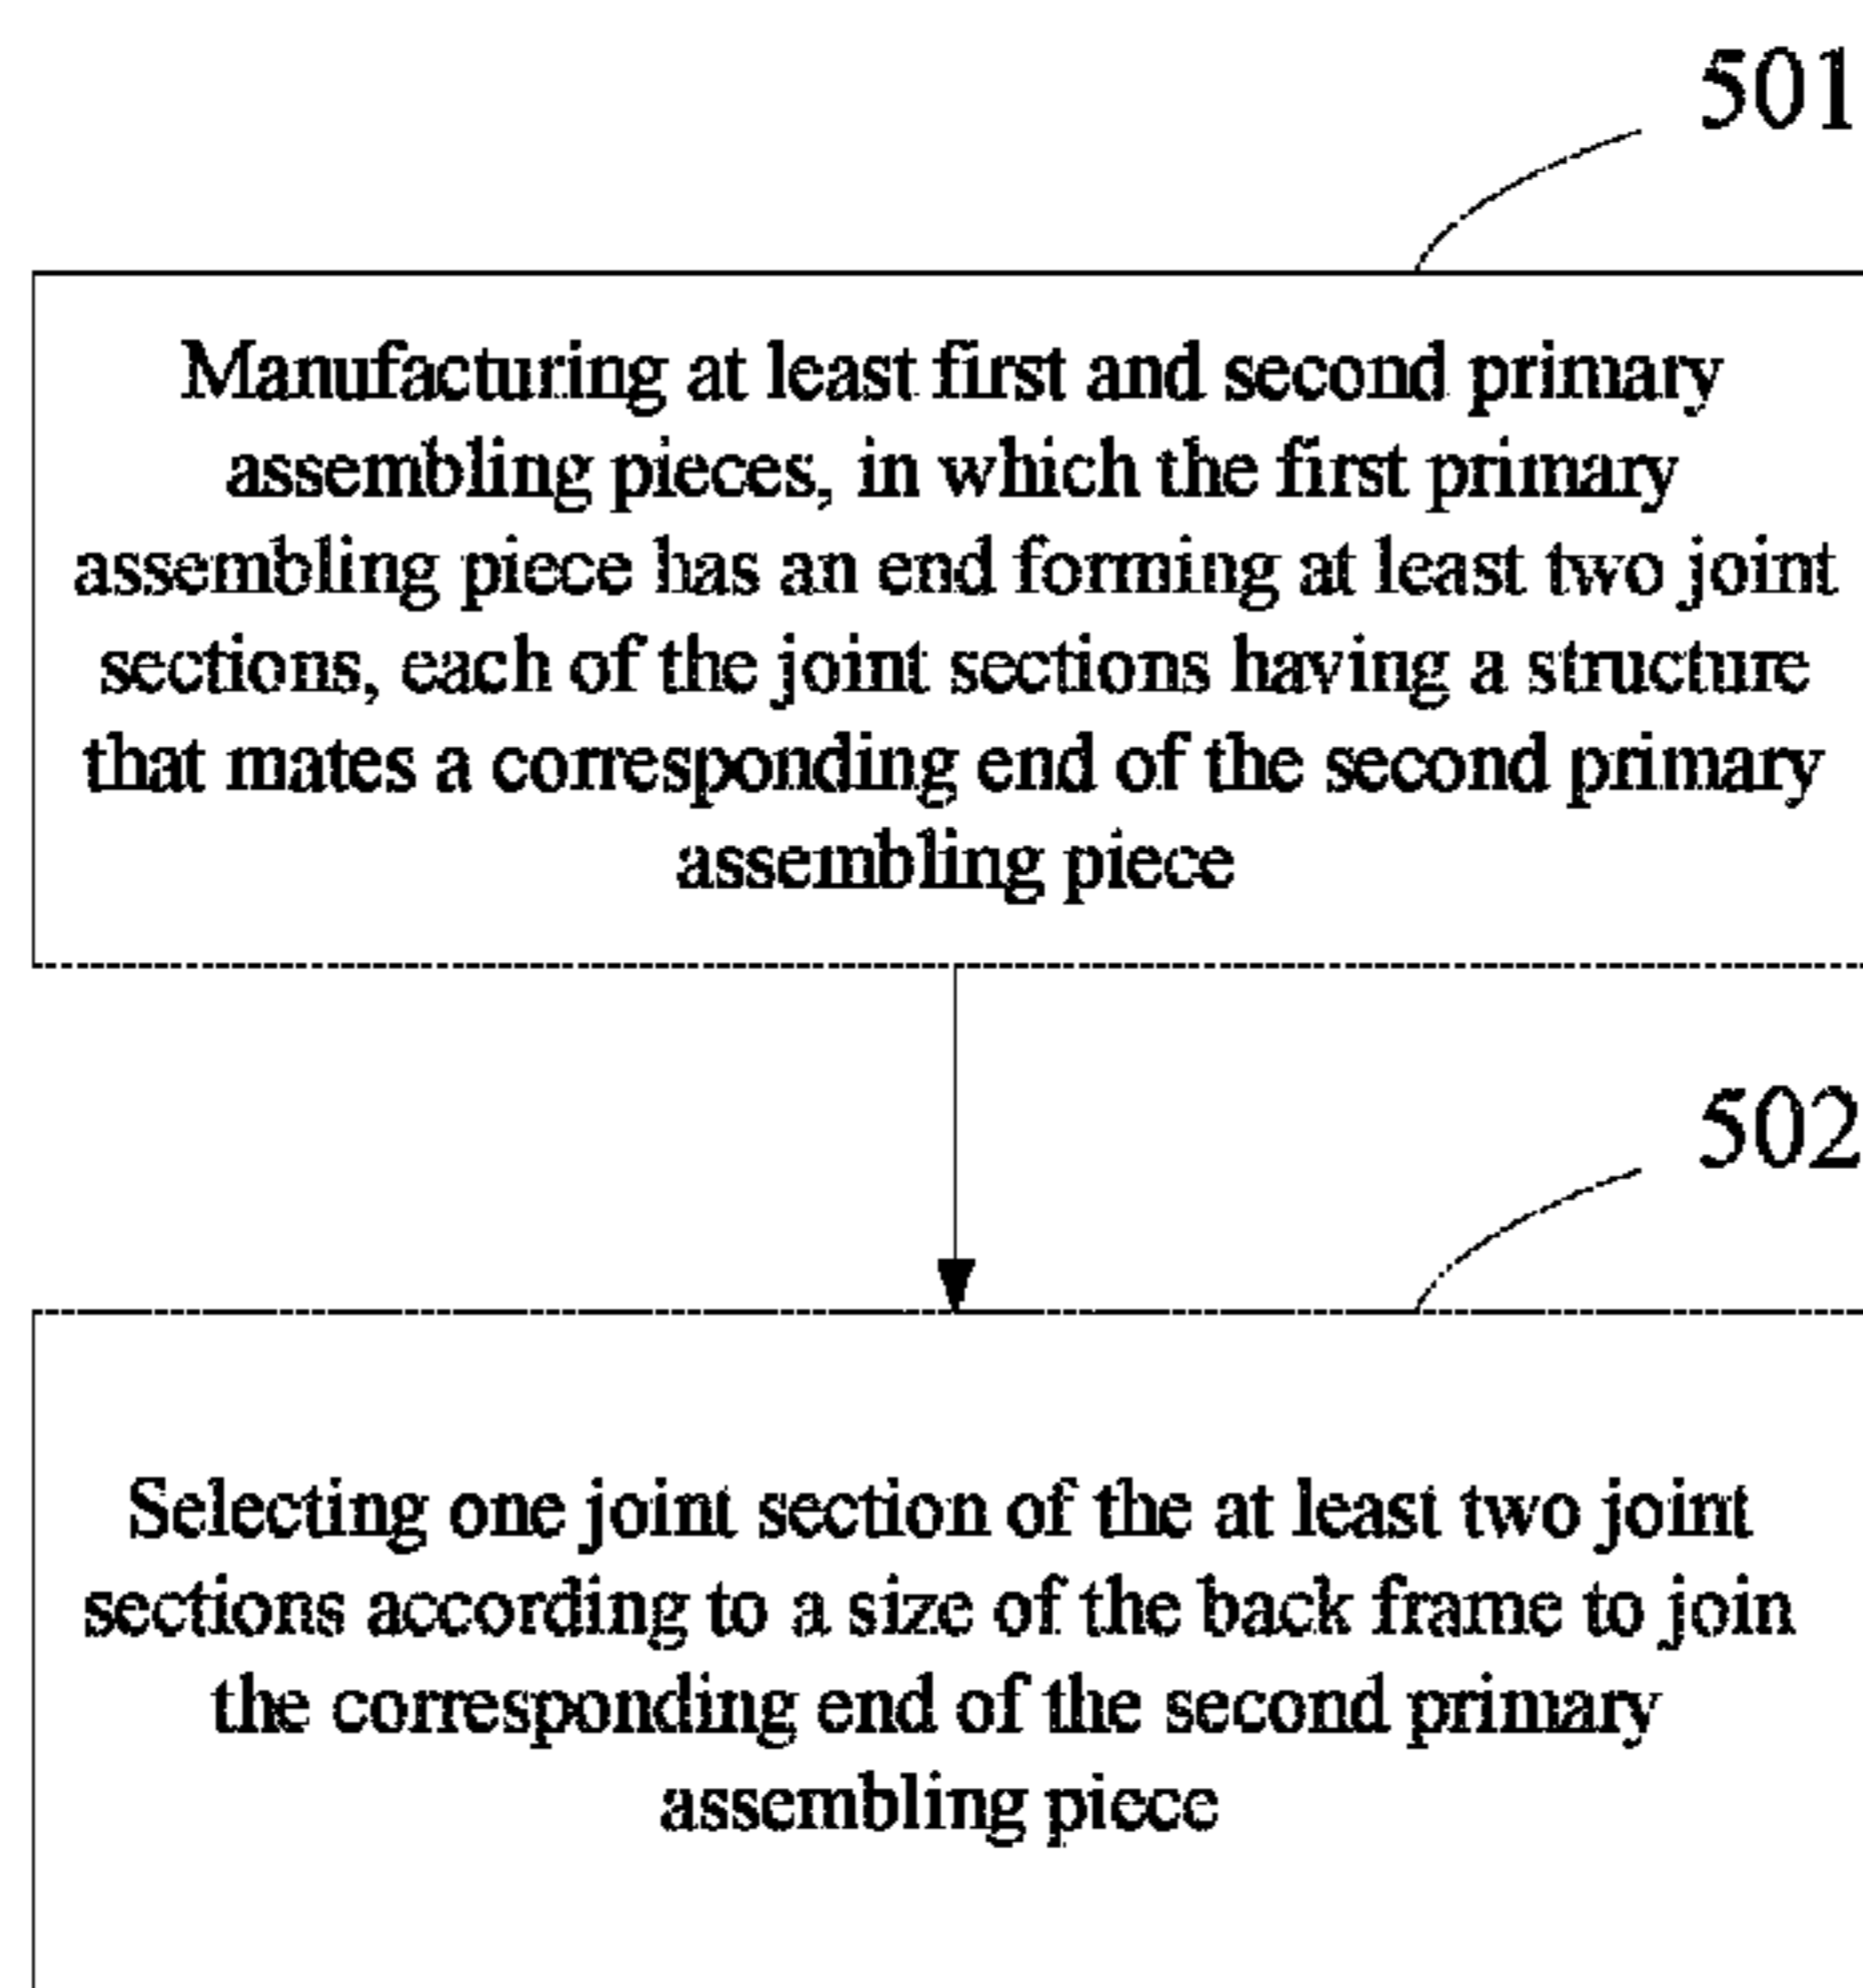 501
Manufacturing at least first and second primary
assembling pieces, in which the first primary
assembling piece has an end forming at least two joint
sections, each of the joint sections having a structure
that mates a corresponding end of the second primary
assembling piece
502
Selecting one joint section of the at least two joint
sections according to a size of the back frame to join
the corresponding end of the second primary
assembling piece